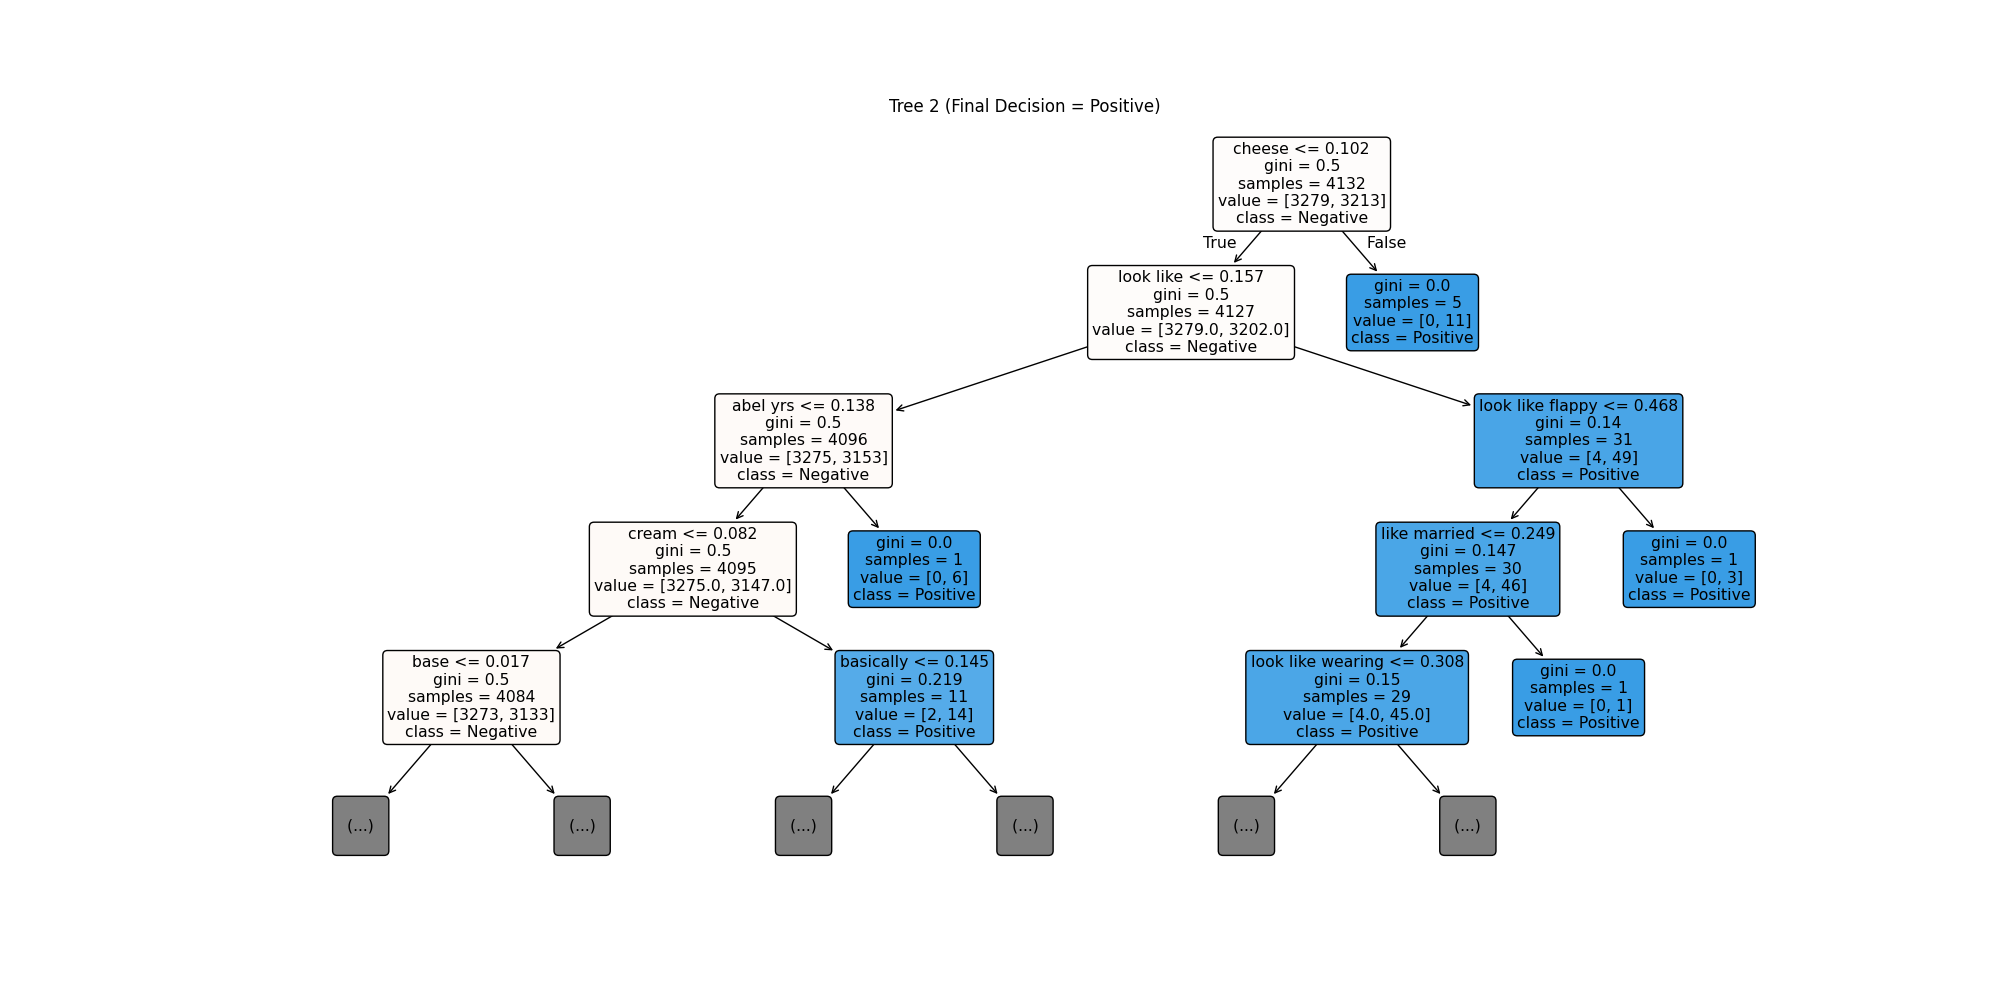 Tree 2 (Final Decision = Positive)
cheese <= 0.102
gini = 0.5
samples = 4132
value = [3279, 3213]
class = Negative
True
False
look like <= 0.157
gini = 0.5
samples = 4127
value = [3279.0, 3202.0]
class = Negative
gini = 0.0
samples = 5
value = [0, 11]
class = Positive
abel yrs <= 0.138
gini = 0.5
samples = 4096
value = [3275, 3153]
class = Negative
look like flappy <= 0.468
gini = 0.14
samples = 31
value = [4, 49]
class = Positive
cream <= 0.082
gini = 0.5
samples = 4095
value = [3275.0, 3147.0]
class = Negative
gini = 0.0
samples = 1
value = [0, 6]
class = Positive
like married <= 0.249
gini = 0.147
samples = 30
value = [4, 46]
class = Positive
gini = 0.0
samples = 1
value = [0, 3]
class = Positive
base <= 0.017
gini = 0.5
samples = 4084
value = [3273, 3133]
class = Negative
basically <= 0.145
gini = 0.219
samples = 11
value = [2, 14]
class = Positive
look like wearing <= 0.308
gini = 0.15
samples = 29
value = [4.0, 45.0]
class = Positive
gini = 0.0
samples = 1
value = [0, 1]
class = Positive
(...)
(...)
(...)
(...)
(...)
(...)